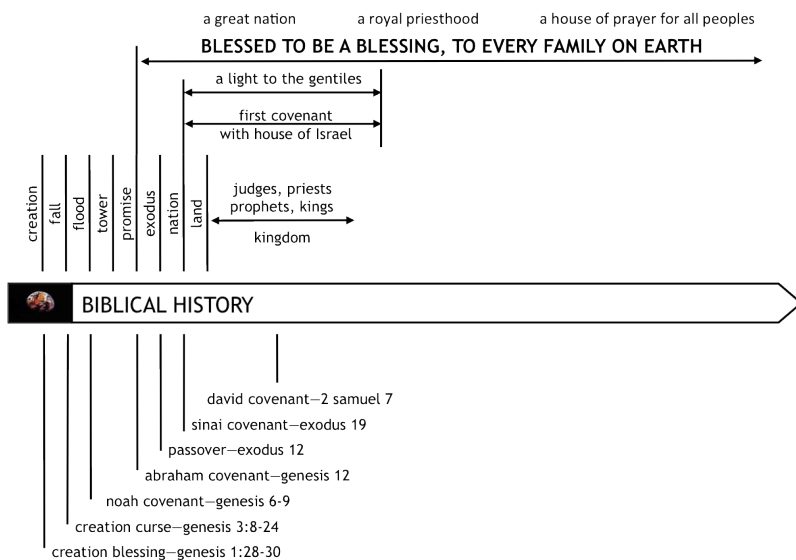 a great nation
a royal priesthood
a house of prayer for all peoples
BLESSED TO BE A BLESSING, TO EVERY FAMILY ON EARTH
a light to the gentiles
first covenant
with house of Israel
creation
fall
flood
tower
promise
exodus
nation
land
judges, priests
prophets, kings
kingdom
BIBLICAL HISTORY
david covenant—2 samuel 7
sinai covenant—exodus 19
passover—exodus 12
abraham covenant—genesis 12
noah covenant—genesis 6-9
creation curse—genesis 3:8-24
creation blessing—genesis 1:28-30